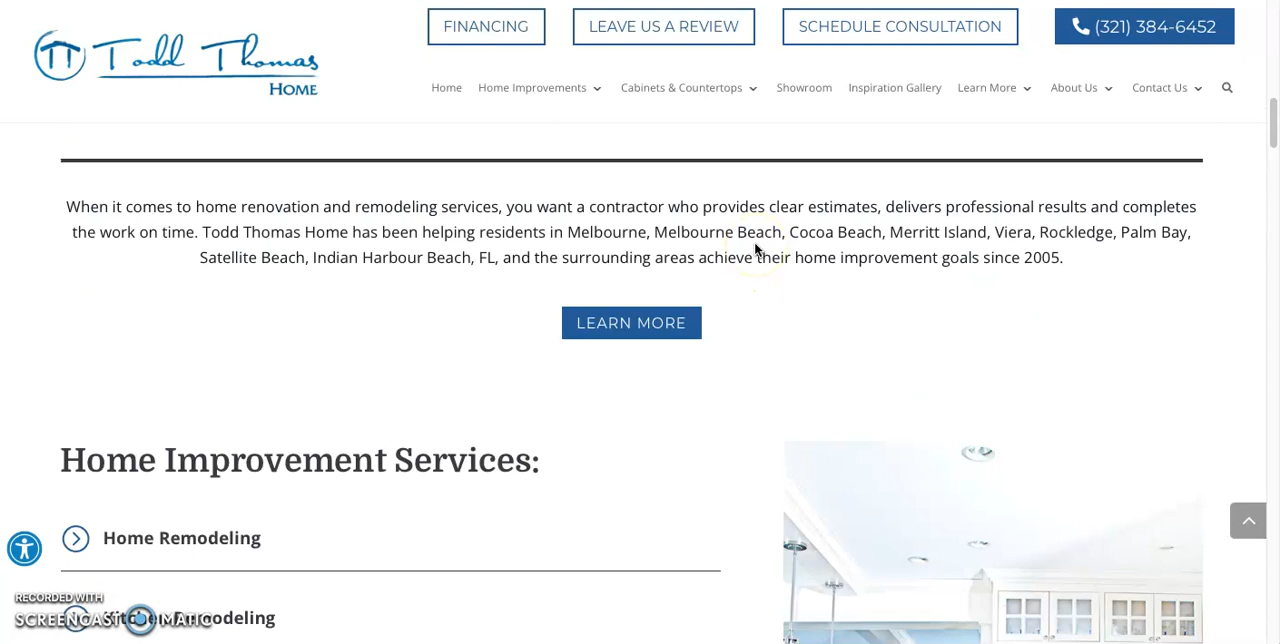 FINANCING
LEAVE US A REVIEW
SCHEDULE CONSULTATION
(321) 384-6452
Todd Thomas
HOME
Home
Home Improvements
Cabinets & Countertops
Showroom
Inspiration Gallery
Learn More
About Us
Contact Us
When it comes to home renovation and remodeling services, you want a contractor who provides clear estimates, delivers professional results and completes
the work on time. Todd Thomas Home has been helping residents in Melbourne, Melbourne Beach, Cocoa Beach, Merritt Island, Viera, Rockledge, Palm Bay,
Satellite Beach, Indian Harbour Beach, FL, and the surrounding areas achieve their home improvement goals since 2005.
LEARN MORE
Home Improvement Services:
Home Remodeling
Kitchen Remodeling
RECORDED WITH
SCREENCAST MATIC